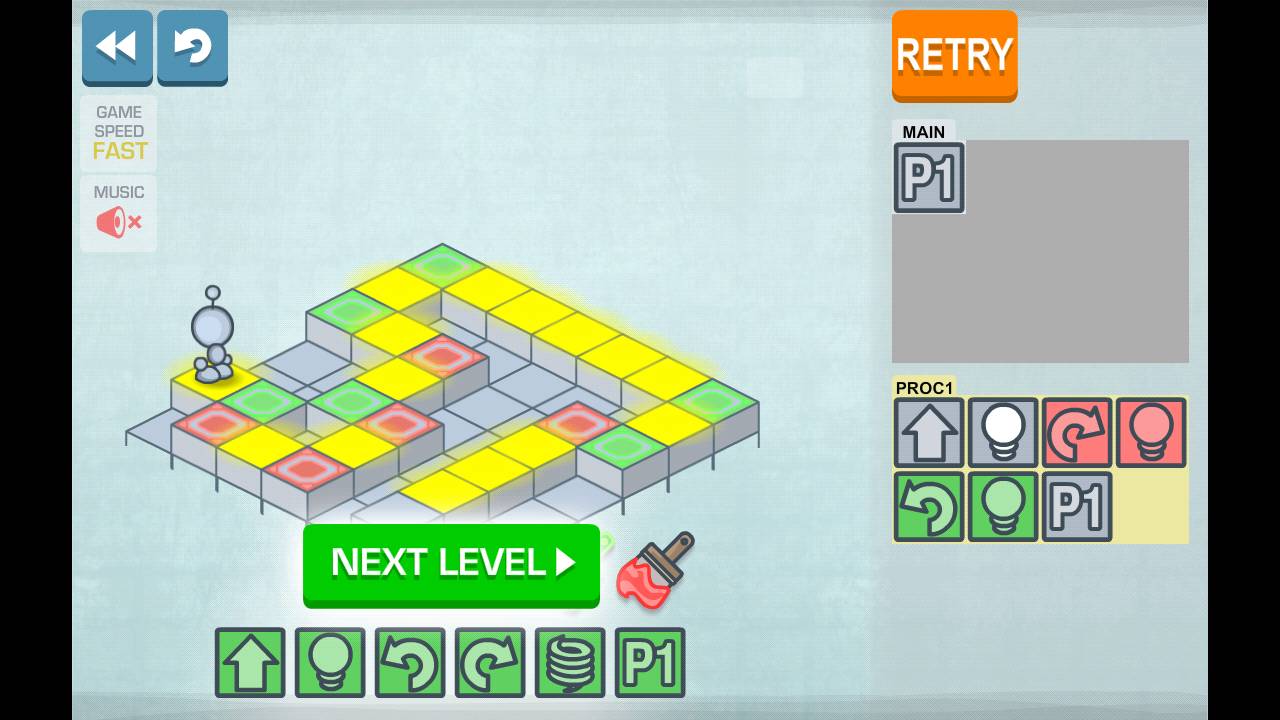 RETRY
GAME
SPEED
FAST
MUSIC
MAIN
P1
PROC1
P1
NEXT LEVEL
P1